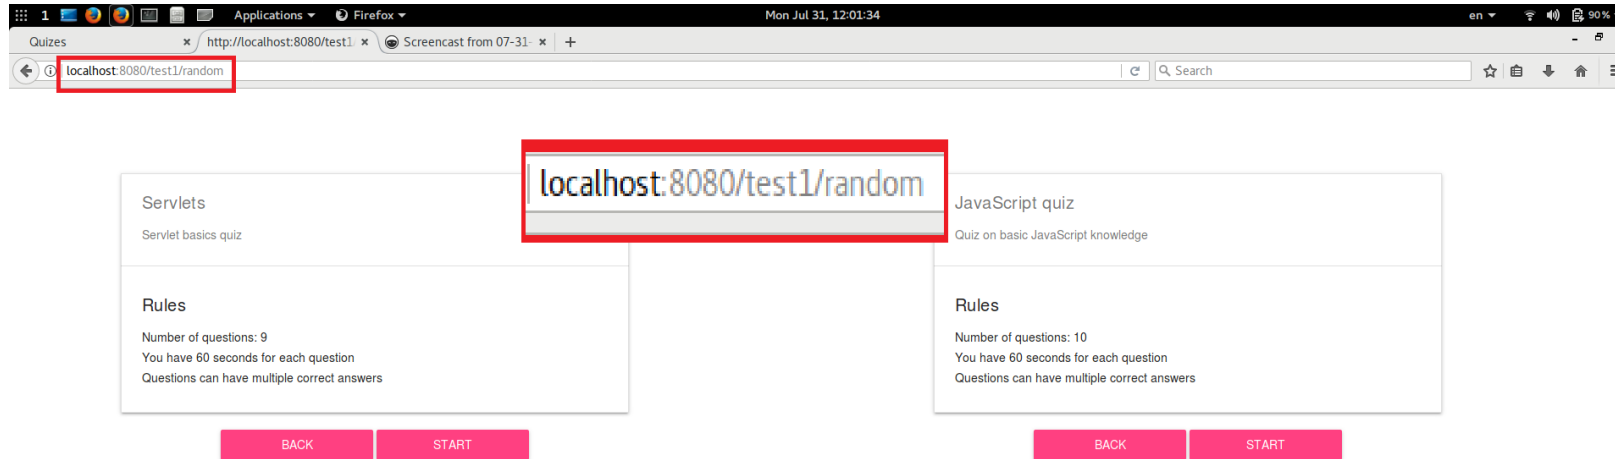 1 Applications Firefox Mon Jul 31, 12:01:34 en 90%
Quizes http://localhost:8080/test1 Screencast from 07-31-
localhost:8080/test1/random Search
localhost:8080/test1/random
Servlets
Servlet basics quiz
Rules
Number of questions: 9
You have 60 seconds for each question
Questions can have multiple correct answers
BACK START
JavaScript quiz
Quiz on basic JavaScript knowledge
Rules
Number of questions: 10
You have 60 seconds for each question
Questions can have multiple correct answers
BACK START